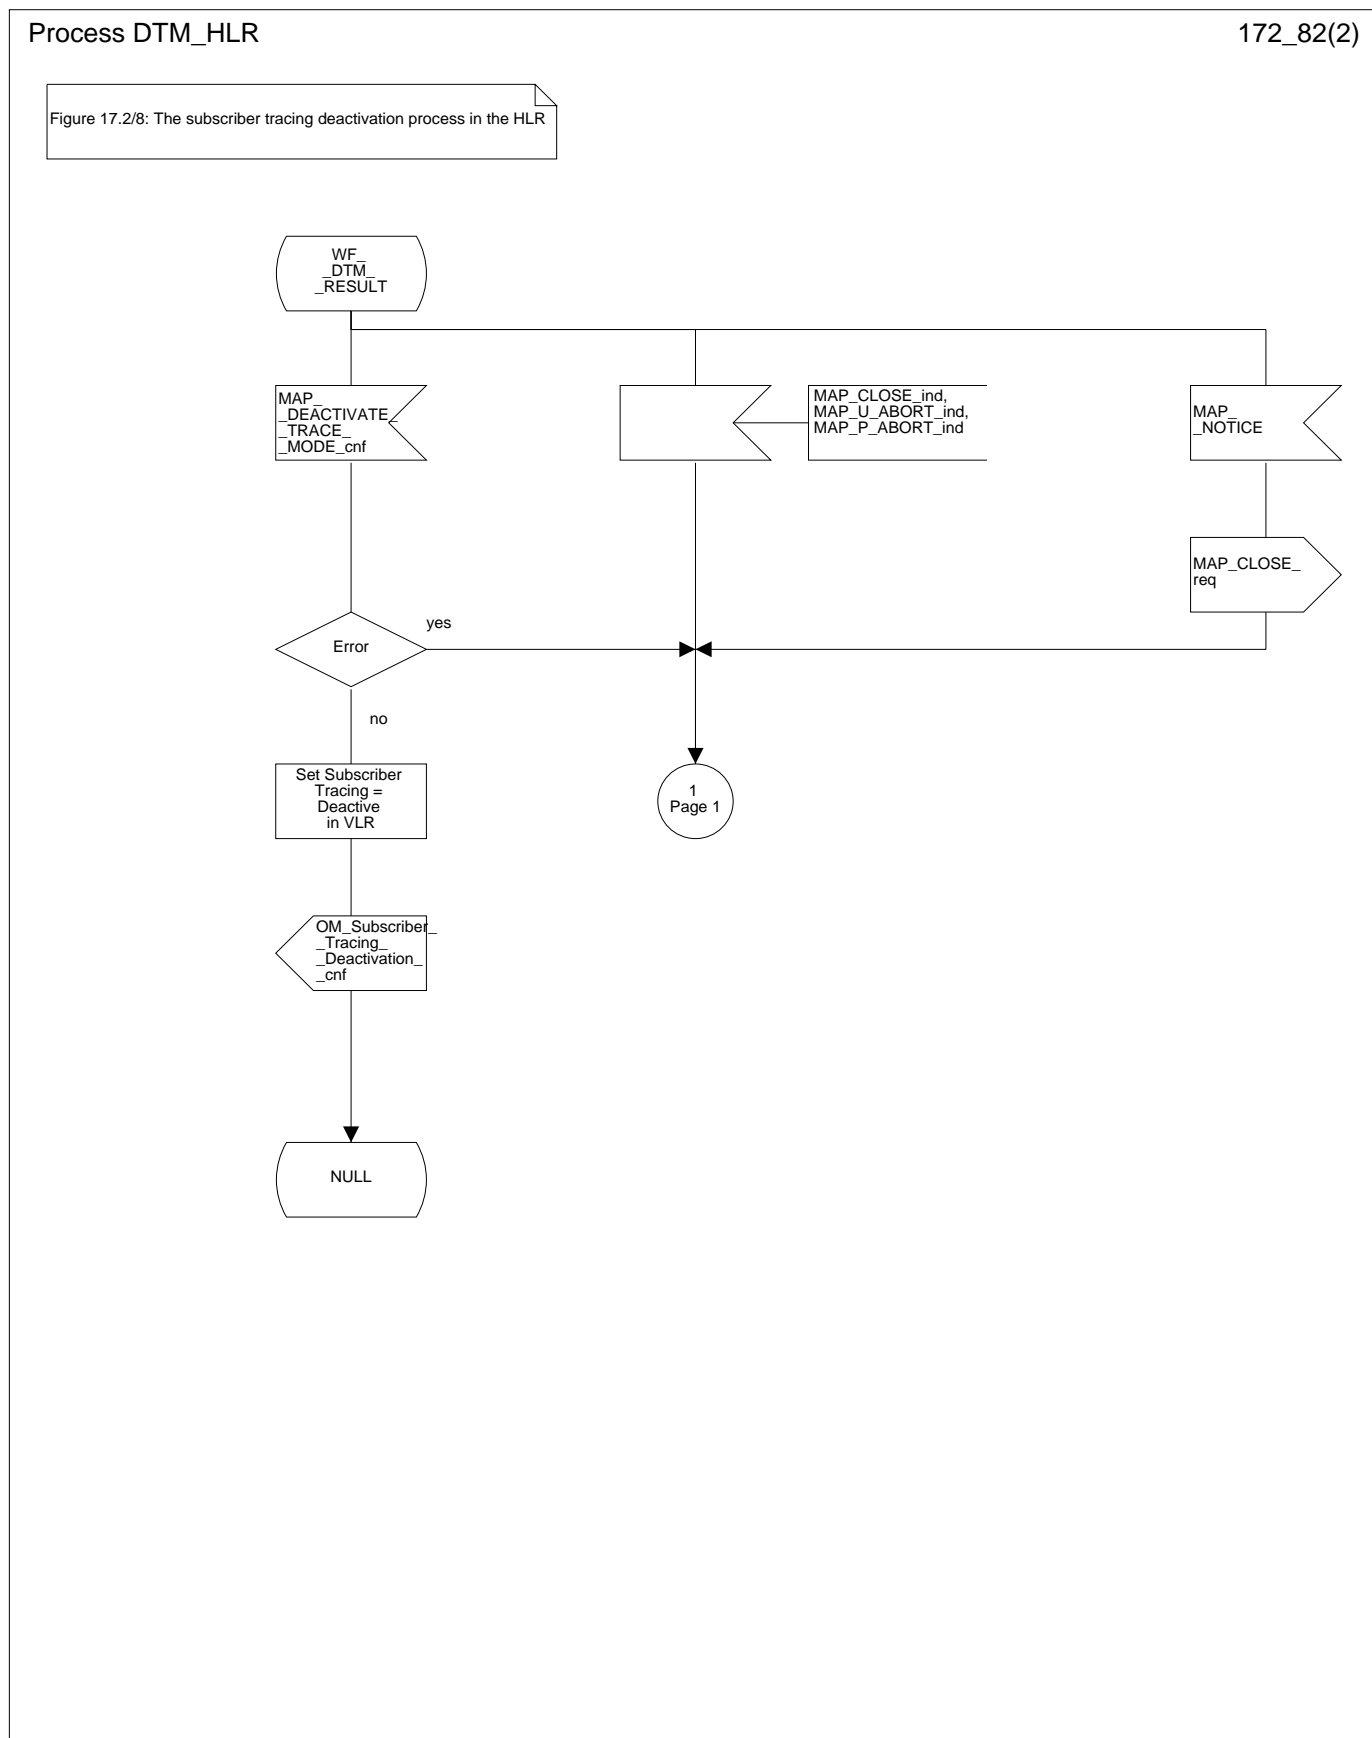 Process DTM_HLR
172_82(2)
Figure 17.2/8: The subscriber tracing deactivation process in the HLR
WF_
_DTM_
_RESULT
MAP_
_DEACTIVATE_
_TRACE_
_MODE_cnf
MAP_CLOSE_ind,
MAP_U_ABORT_ind,
MAP_P_ABORT_ind
MAP_
_NOTICE
MAP_CLOSE_
req
Error
yes
no
Set Subscriber
Tracing =
Deactive
in VLR
1
Page 1
OM_Subscriber_
_Tracing_
_Deactivation_
_cnf
NULL